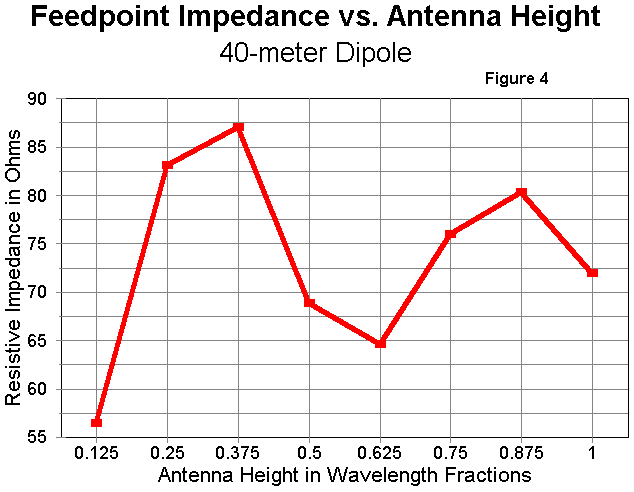 Feedpoint Impedance vs. Antenna Height
40-meter Dipole
Figure 4
Resistive Impedance in Ohms
90
85
80
75
70
65
60
55
0.125 0.25 0.375 0.5 0.625 0.75 0.875 1
Antenna Height in Wavelength Fractions